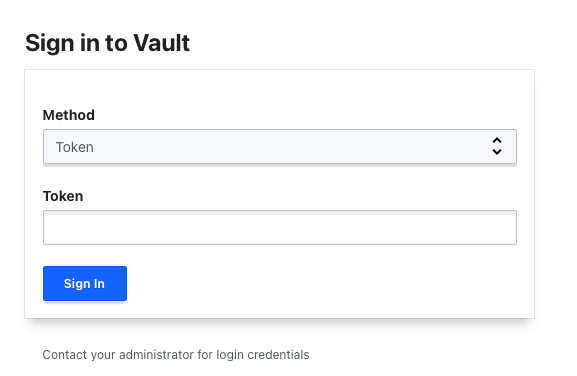 Sign in to Vault
Method
Token
Token
Sign In
Contact your administrator for login credentials